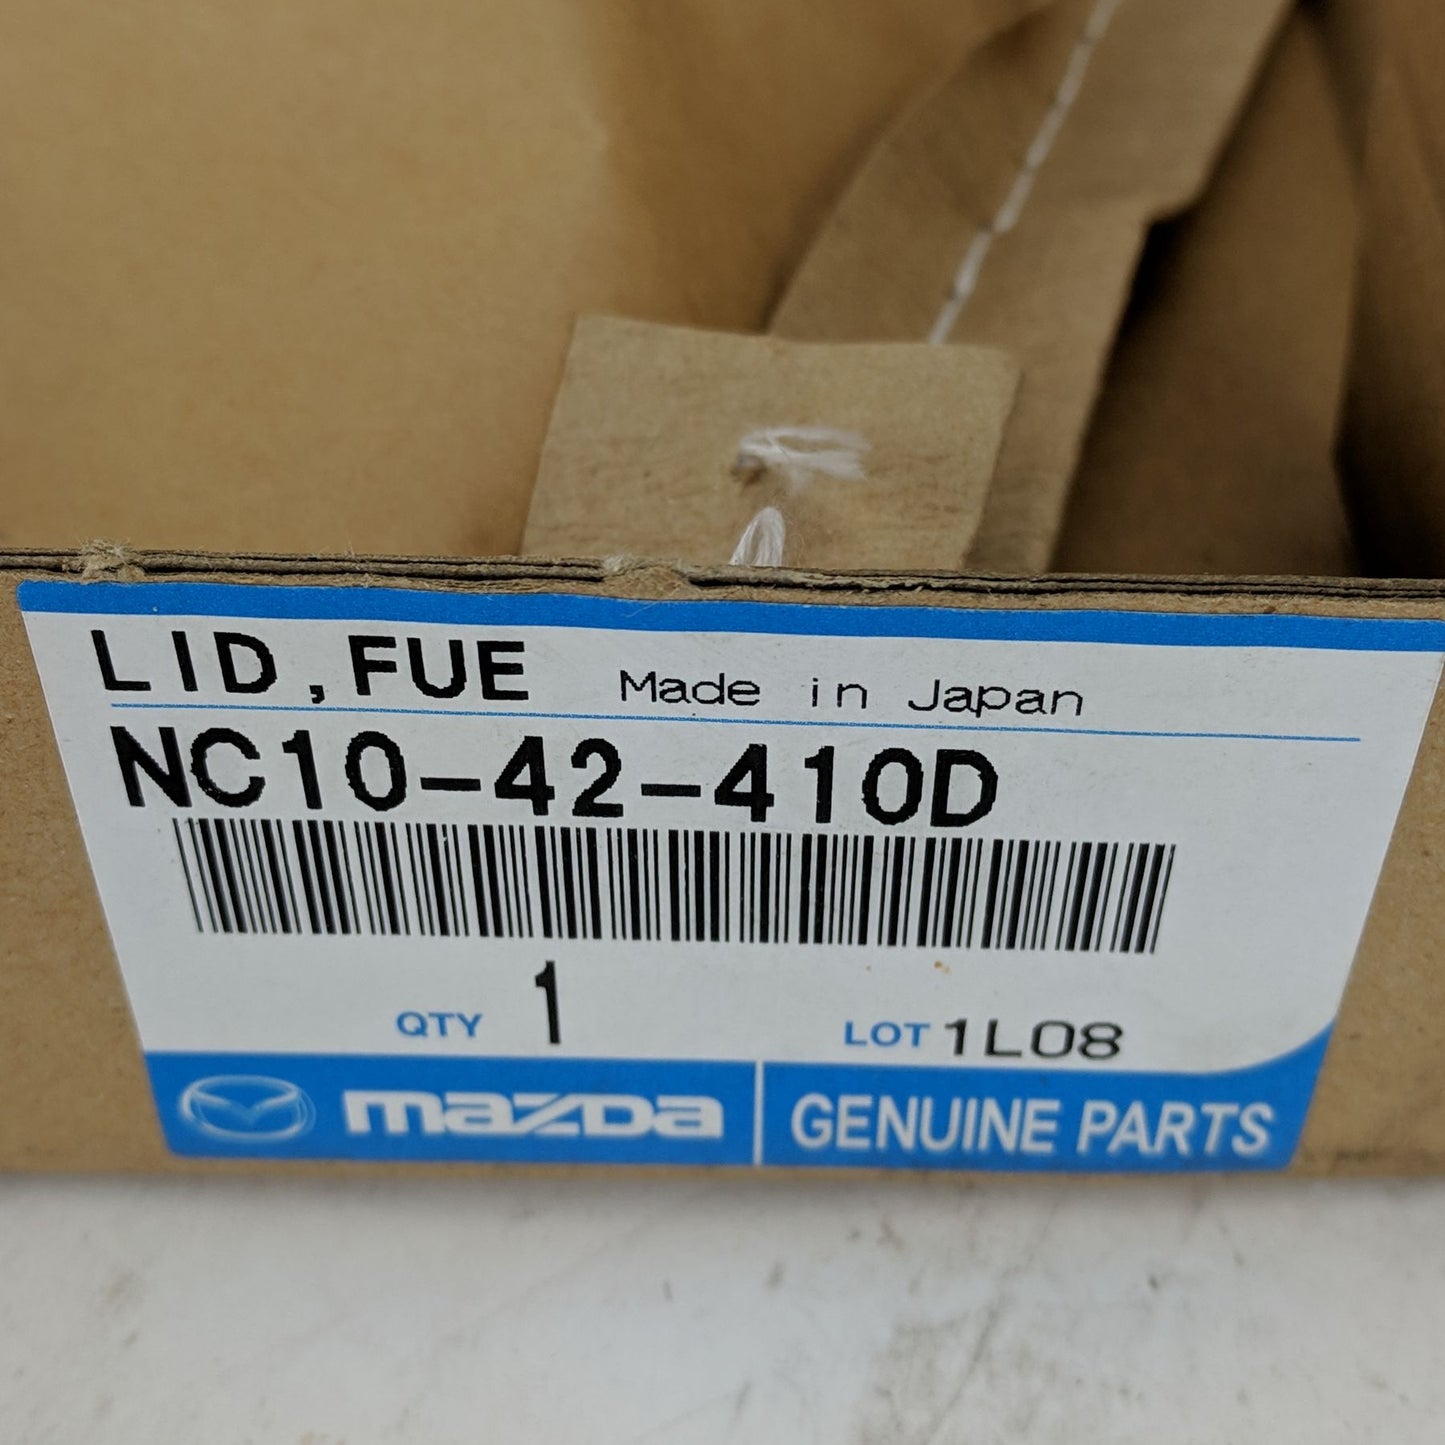 LID,FUE Made in Japan
NC10-42-410D
QTY 1 LOT 1L08
mazda GENUINE PARTS